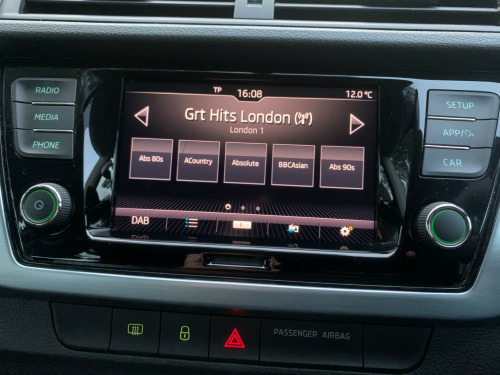 RADIO
MEDIA
PHONE
TP 16:08 12.0°C
Grt Hits London
London 1
Abs 80s ACountry Absolute BBCAsian Abs 90s
DAB
SETUP
APP/
CAR
PASSENGER AIRBAG